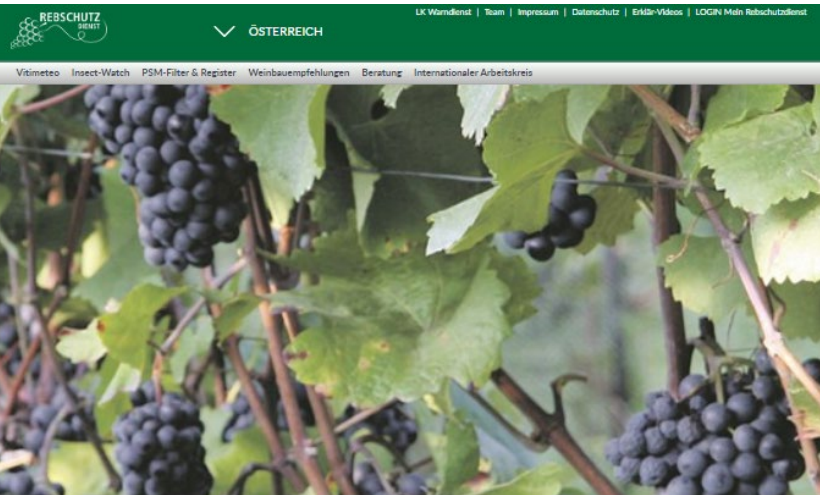 REBSCHUTZ
DIENST
ÖSTERREICH
LK Warndienst | Team | Impressum | Datenschutz | Erklär-Videos | LOGIN Mein Rebschutzdienst
Vitimeteo Insect-Watch PSM-Filter & Register Weinbauempfehlungen Beratung Internationaler Arbeitskreis